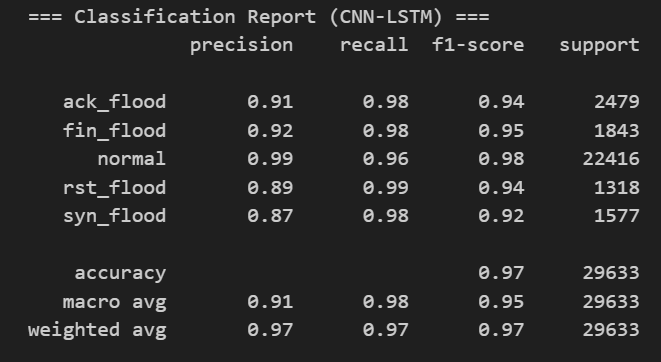 === Classification Report (CNN-LSTM) ===
precision recall f1-score support
ack_flood 0.91 0.98 0.94 2479
fin_flood 0.92 0.98 0.95 1843
normal 0.99 0.96 0.98 22416
rst_flood 0.89 0.99 0.94 1318
syn_flood 0.87 0.98 0.92 1577
accuracy 0.97 29633
macro avg 0.91 0.98 0.95 29633
weighted avg 0.97 0.97 0.97 29633